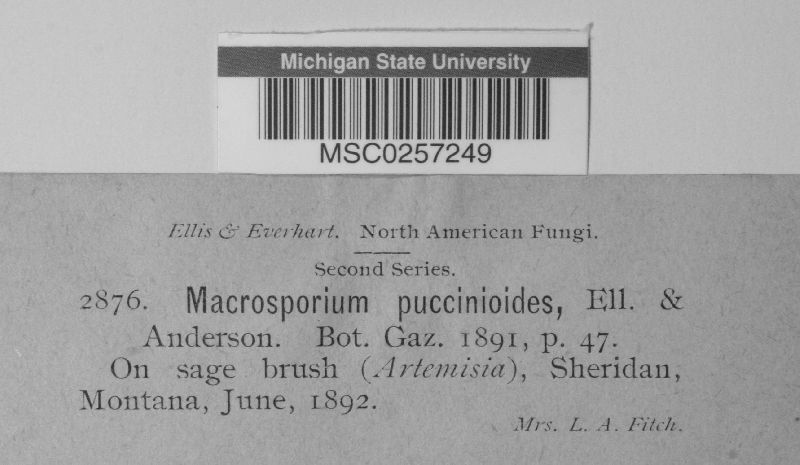 Michigan State University
MSC0257249
Ellis & Everhart. North American Fungi.
Second Series.
2876. Macrosporium puccinioides, Ell. &
Anderson. Bot. Gaz. 1891, p. 47.
On sage brush (Artemisia), Sheridan,
Montana, June, 1892.
Mrs. L. A. Fitch.